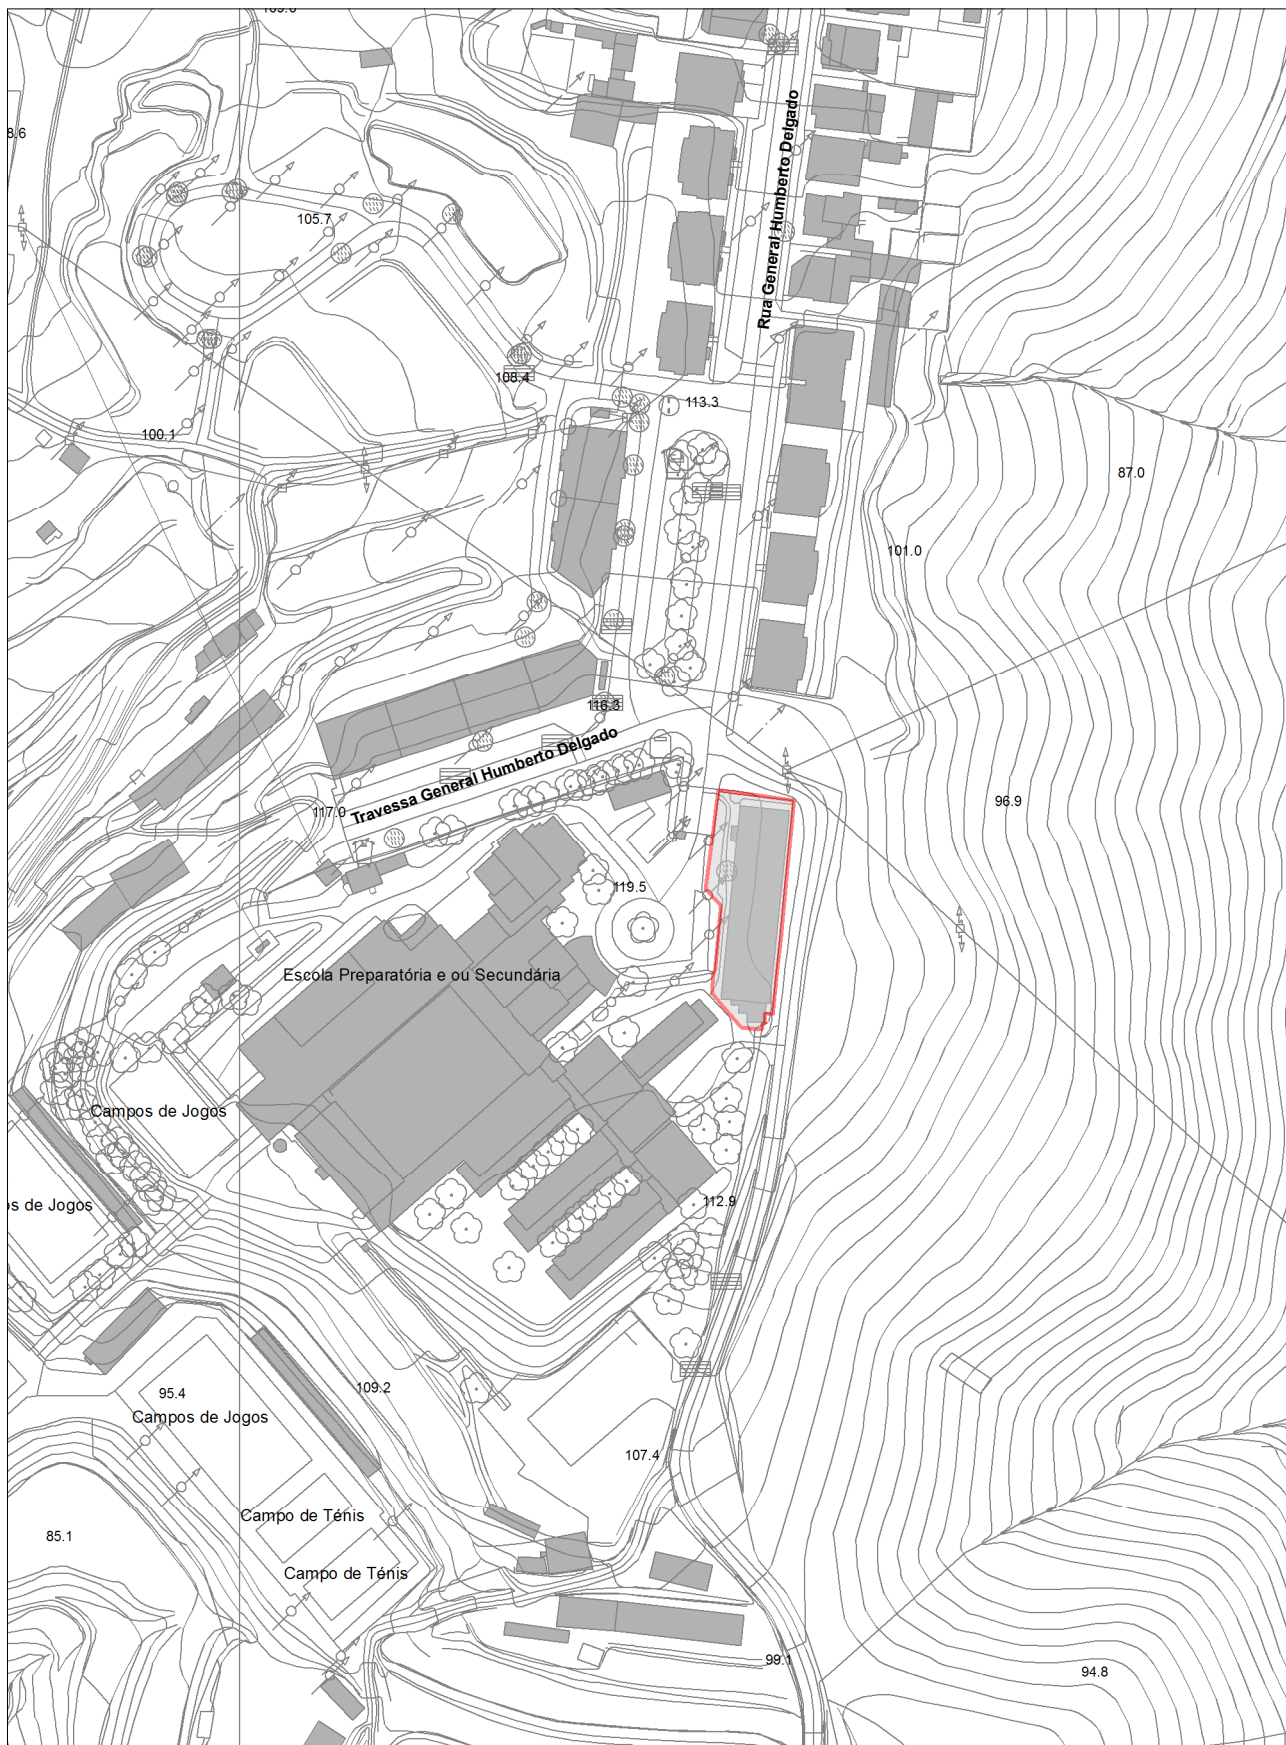 8.6
105.7
Rua General Humberto Delgado
108.4
113.3
100.1
87.0
101.0
116.3
Travessa General Humberto Delgado
96.9
117.0
119.5
Escola Preparatória e ou Secundária
Campos de Jogos
os de Jogos
112.9
109.2
95.4
Campos de Jogos
107.4
Campo de Ténis
85.1
Campo de Ténis
99.1
94.8